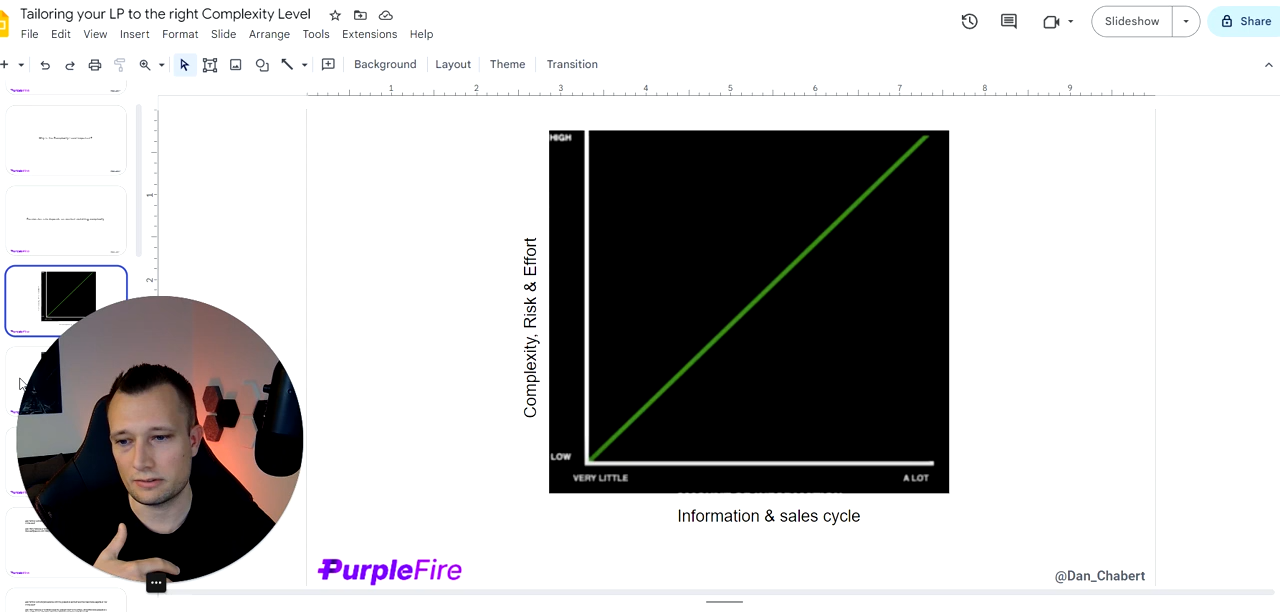 Tailoring your LP to the right Complexity Level
File Edit View Insert Format Slide Arrange Tools Extensions Help
Slideshow
Share
Background Layout Theme Transition
1 2 3 4 5 6 7 8 9
1
2
HIGH
Complexity, Risk & Effort
LOW
VERY LITTLE A LOT
Information & sales cycle
PurpleFire
@Dan_Chabert